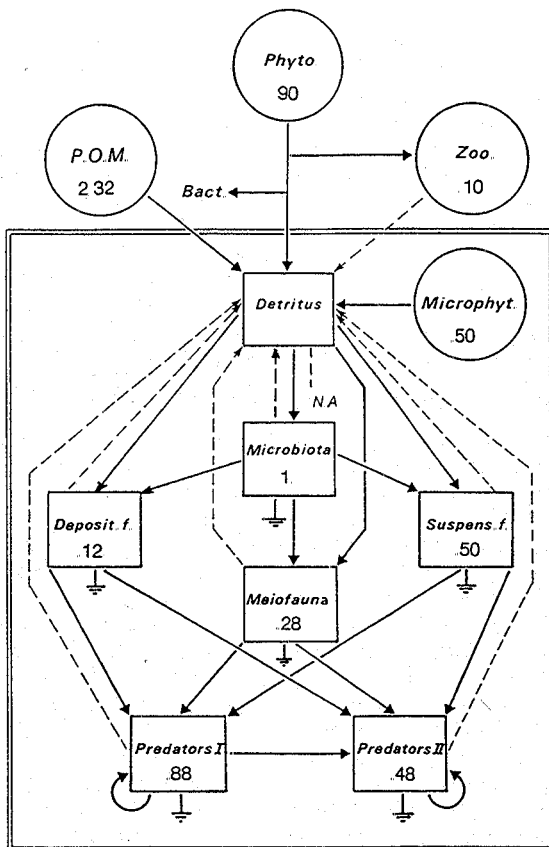 Phyto
90
P.O.M.
2.32
Zoo.
.10
Bact.
Detritus
Microphyt.
.50
N.A
Microbiota
1.
Deposit f.
.12
Suspens. f.
.50
Meiofauna
.28
Predators I
.88
Predators II
.48